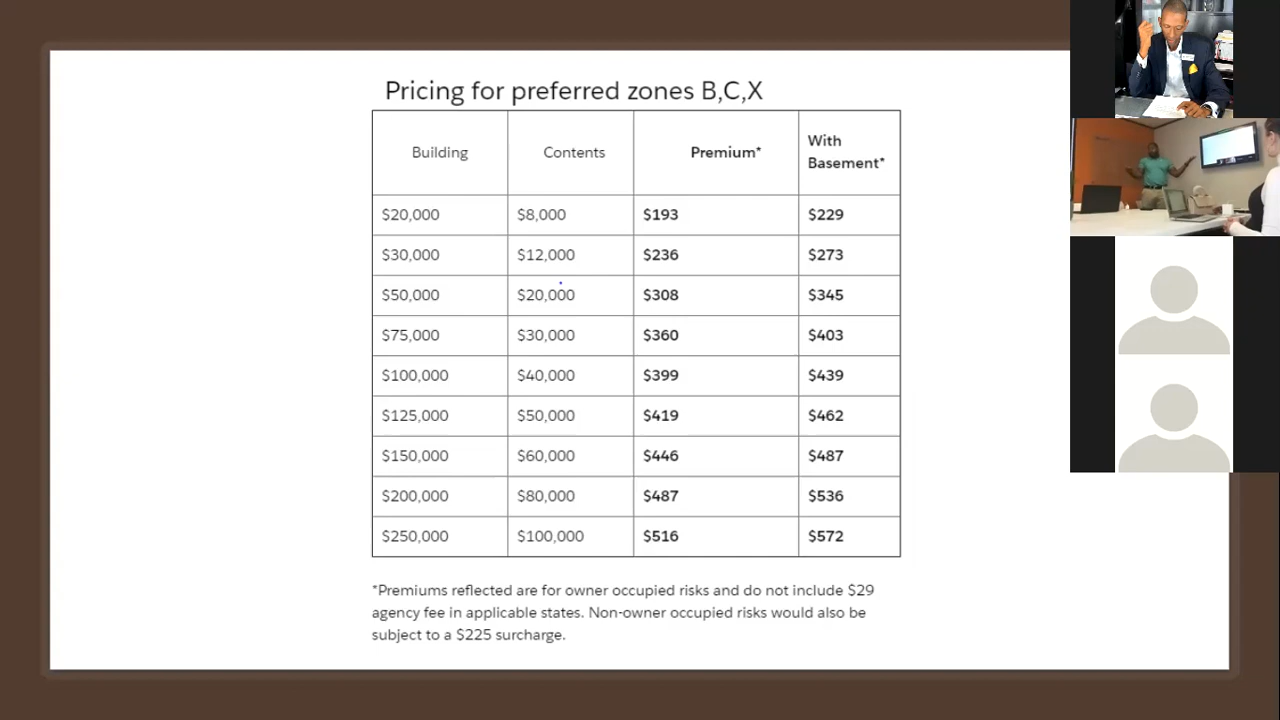 Pricing for preferred zones B,C,X
Building Contents Premium* With Basement*
$20,000 $8,000 $193 $229
$30,000 $12,000 $236 $273
$50,000 $20,000 $308 $345
$75,000 $30,000 $360 $403
$100,000 $40,000 $399 $439
$125,000 $50,000 $419 $462
$150,000 $60,000 $446 $487
$200,000 $80,000 $487 $536
$250,000 $100,000 $516 $572
*Premiums reflected are for owner occupied risks and do not include $29
agency fee in applicable states. Non-owner occupied risks would also be
subject to a $225 surcharge.